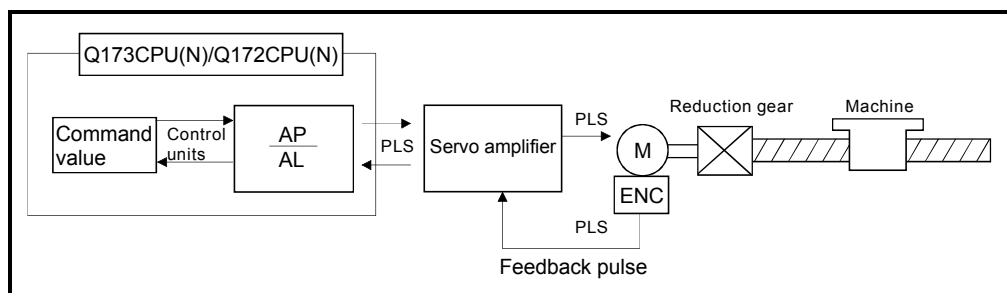 Q173CPU(N)/Q172CPU(N)
Command
value
Control
units
AP
AL
PLS
Servo amplifier
PLS
M
ENC
PLS
Reduction gear
Machine
Feedback pulse